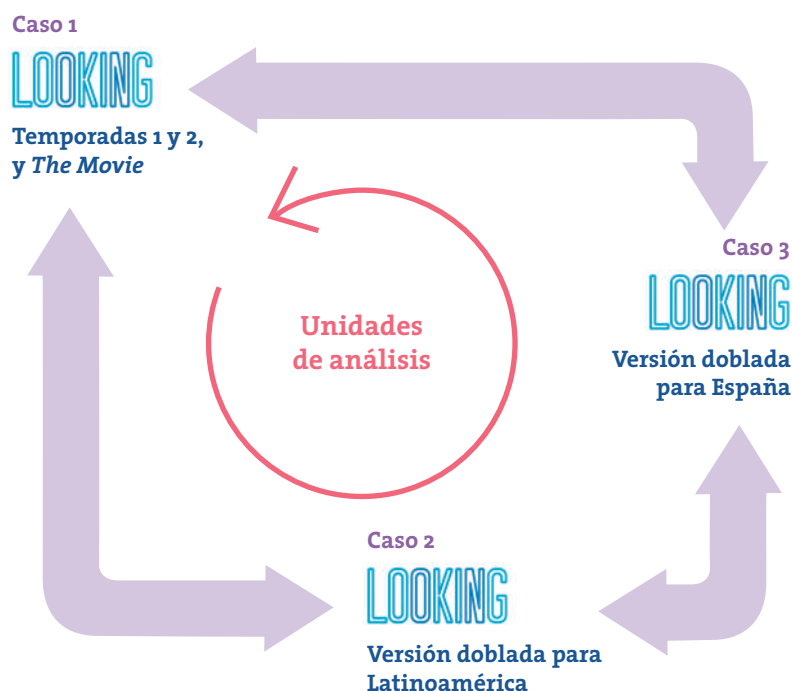 Caso 1
LOOKING
Temporadas 1 y 2,
y The Movie
Unidades
de análisis
Caso 3
LOOKING
Versión doblada
para España
Caso 2
LOOKING
Versión doblada para
Latinoamérica